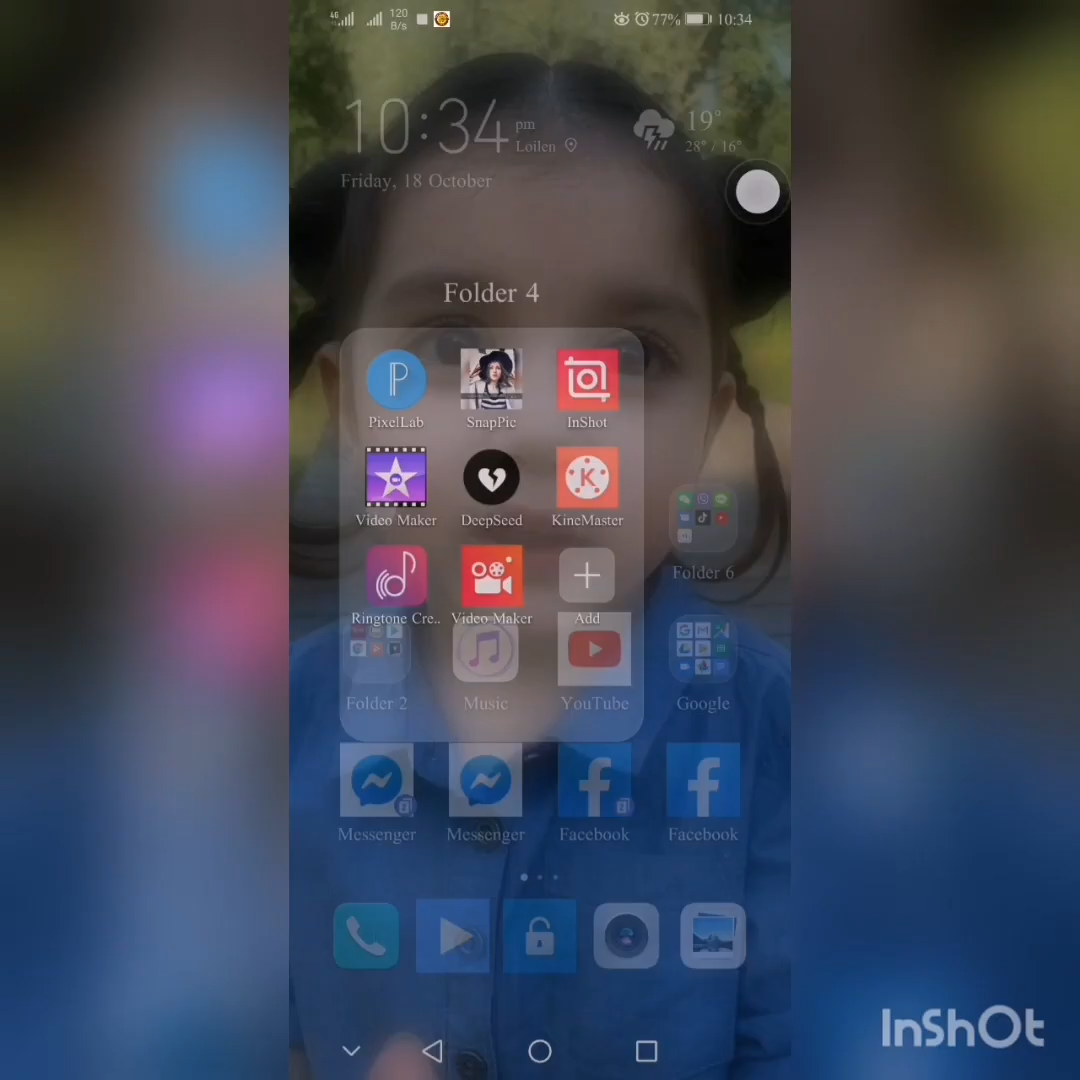 4G
120
B/s
77%
10:34
10:34
pm
Loilen
19°
28° / 16°
Friday, 18 October
Folder 4
PixelLab
SnapPic
InShot
Video Maker
DeepSeed
KineMaster
Folder 6
Ringtone Cre..
Video Maker
Add
Folder 2
Music
YouTube
Google
Messenger
Messenger
Facebook
Facebook
InShOt